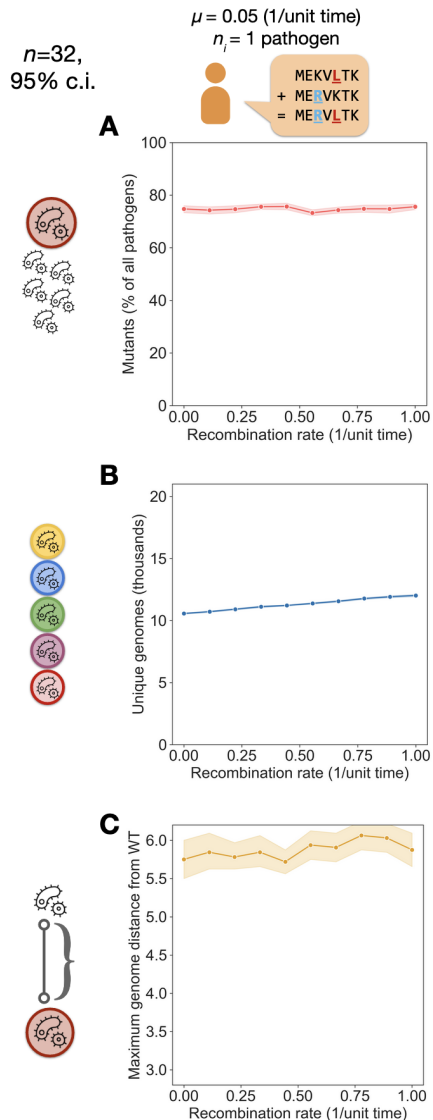 n=32,
95% c.i.
μ = 0.05 (1/unit time)
nᵢ = 1 pathogen
MEKVLTK
+ MERVKTK
= MERVLTK
A
Mutants (% of all pathogens)
100
80
60
40
20
0
0.00 0.25 0.50 0.75 1.00
Recombination rate (1/unit time)
B
Unique genomes (thousands)
20
15
10
5
0
0.00 0.25 0.50 0.75 1.00
Recombination rate (1/unit time)
C
Maximum genome distance from WT
6.0
5.5
5.0
4.5
4.0
3.5
3.0
0.00 0.25 0.50 0.75 1.00
Recombination rate (1/unit time)